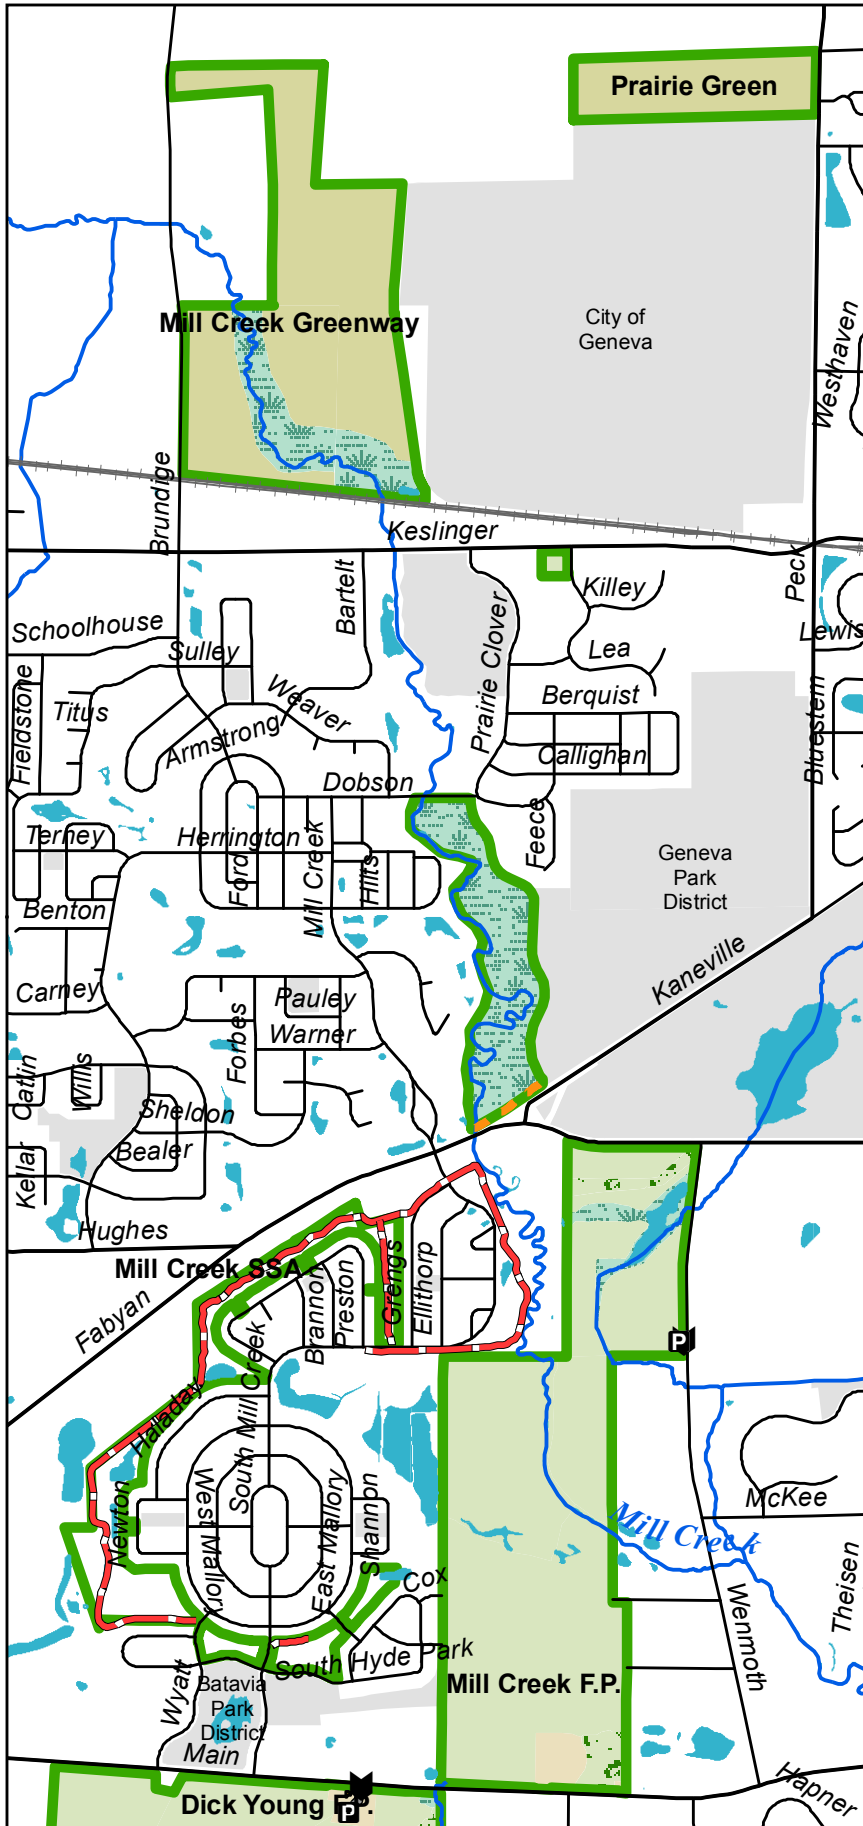 Prairie Green
City of
Geneva
Mill Creek Greenway
Westhaven
Brundige
Keslinger
Peck
Bartelt
Killey
Schoolhouse
Prairie Clover
Lewis
Sulley
Lea
Fieldstone
Titus
Weaver
Berquist
Armstrong
Callighan
Bluestem
Dobson
Feece
Terney
Herrington
Ford
Mill Creek
Hilts
Geneva
Park
District
Benton
Kaneville
Carney
Pauley
Forbes
Warner
Catlin
Willis
Sheldon
Bealer
Kellar
Hughes
Mill Creek SSA
Grengs
Ellithorp
Brannon
Preston
Fabyan
P
South Mill Creek
Haladay
Newton
West Mallory
East Mallory
Shannon
McKee
Mill Creek
Cox
Theisen
Wenmoth
South Hyde Park
Wyatt
Batavia
Park
District
Mill Creek F.P.
Main
Hapner
Dick Young F.P.
P